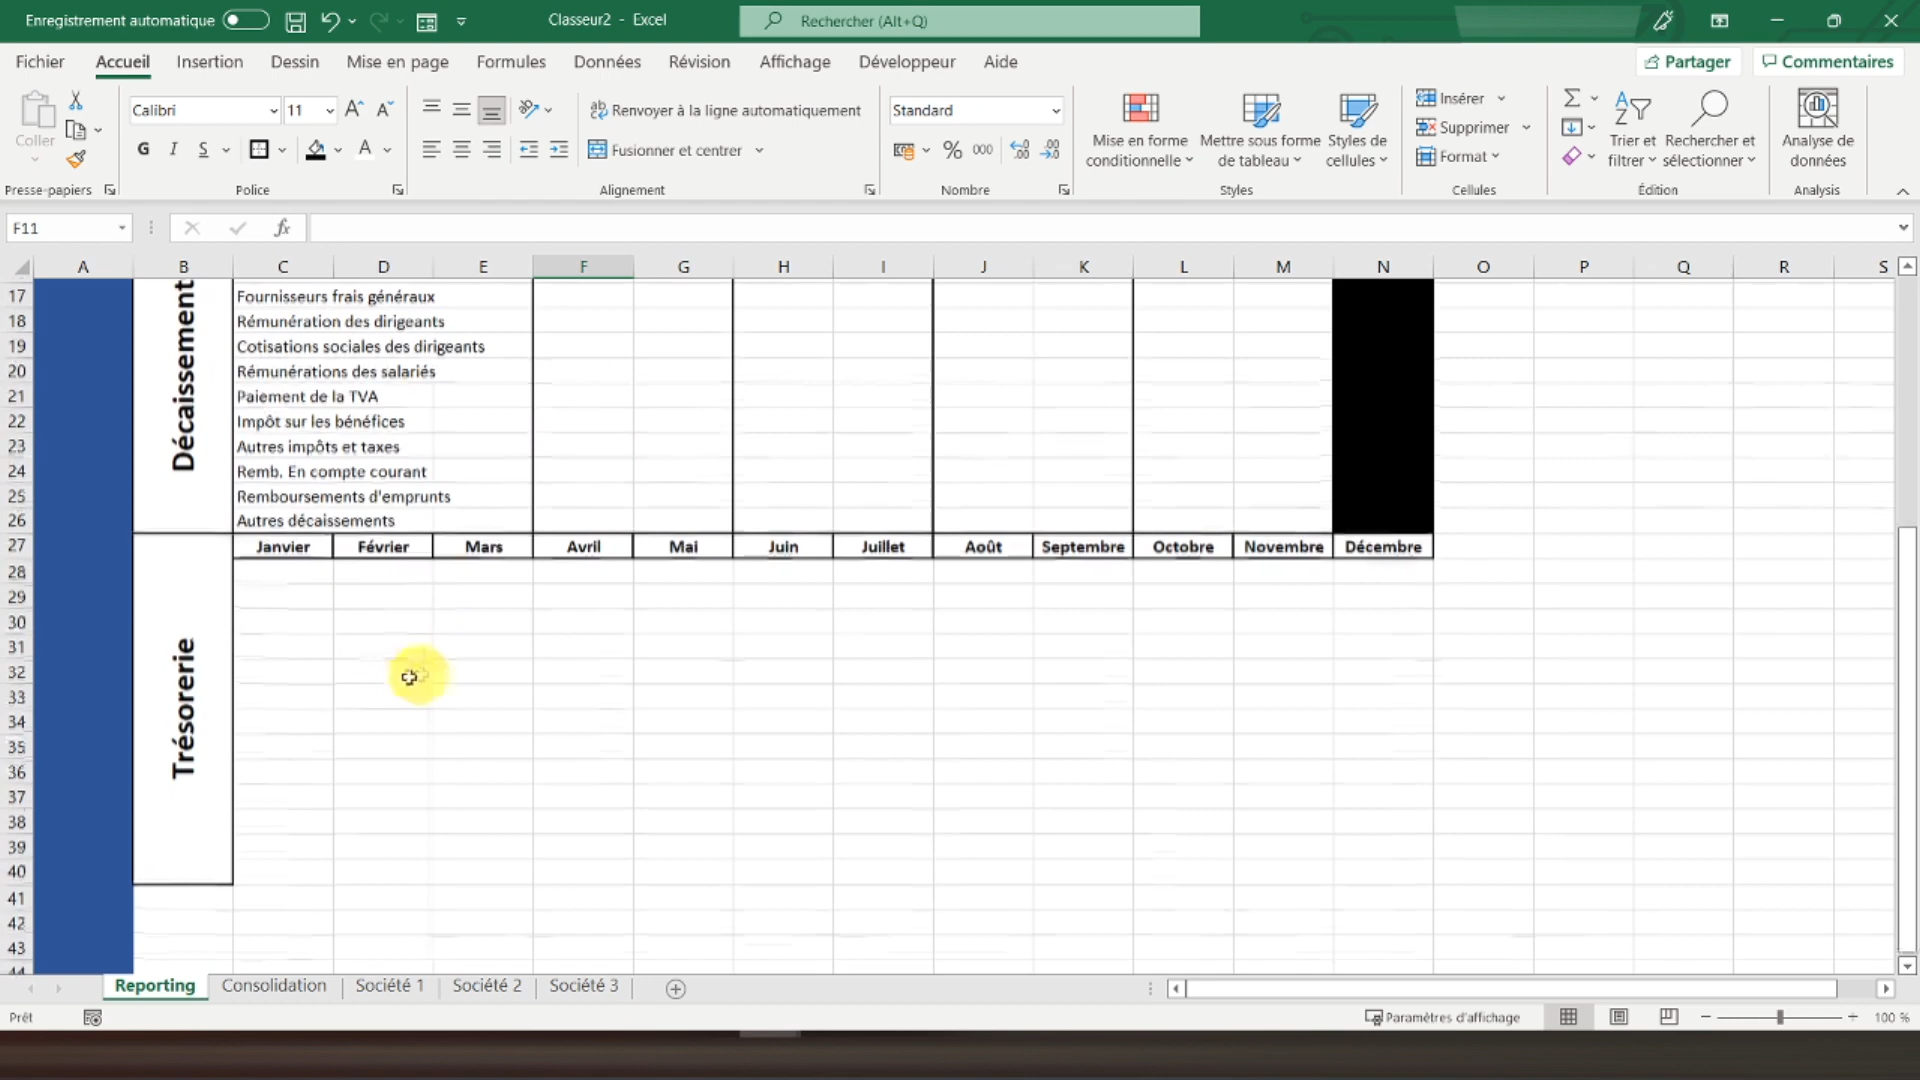 Enregistrement automatique
Classeur2 - Excel
Rechercher (Alt+Q)
Fichier Accueil Insertion Dessin Mise en page Formules Données Révision Affichage Développeur Aide Partager Commentaires
Coller
Presse-papiers
Calibri 11
G I S A
Police
Renvoyer à la ligne automatiquement
Fusionner et centrer
Alignement
Standard
% 000
Nombre
Mise en forme
conditionnelle
Mettre sous forme
de tableau
Styles de
cellules
Styles
Insérer
Supprimer
Format
Cellules
Trier et
filtrer
Rechercher et
sélectionner
Édition
Analyse de
données
Analysis
F11 fx
A B C D E F G H I J K L M N O P Q R S
Décaissement
17 Fournisseurs frais généraux
18 Rémunération des dirigeants
19 Cotisations sociales des dirigeants
20 Rémunérations des salariés
21 Paiement de la TVA
22 Impôt sur les bénéfices
23 Autres impôts et taxes
24 Remb. En compte courant
25 Remboursements d'emprunts
26 Autres décaissements
27 Janvier Février Mars Avril Mai Juin Juillet Août Septembre Octobre Novembre Décembre
28
29
30
31
32
33
34
35
36
37
38
39
40
41
42
43
44
Trésorerie
Reporting Consolidation Société 1 Société 2 Société 3
Prêt
Paramètres d'affichage
100 %